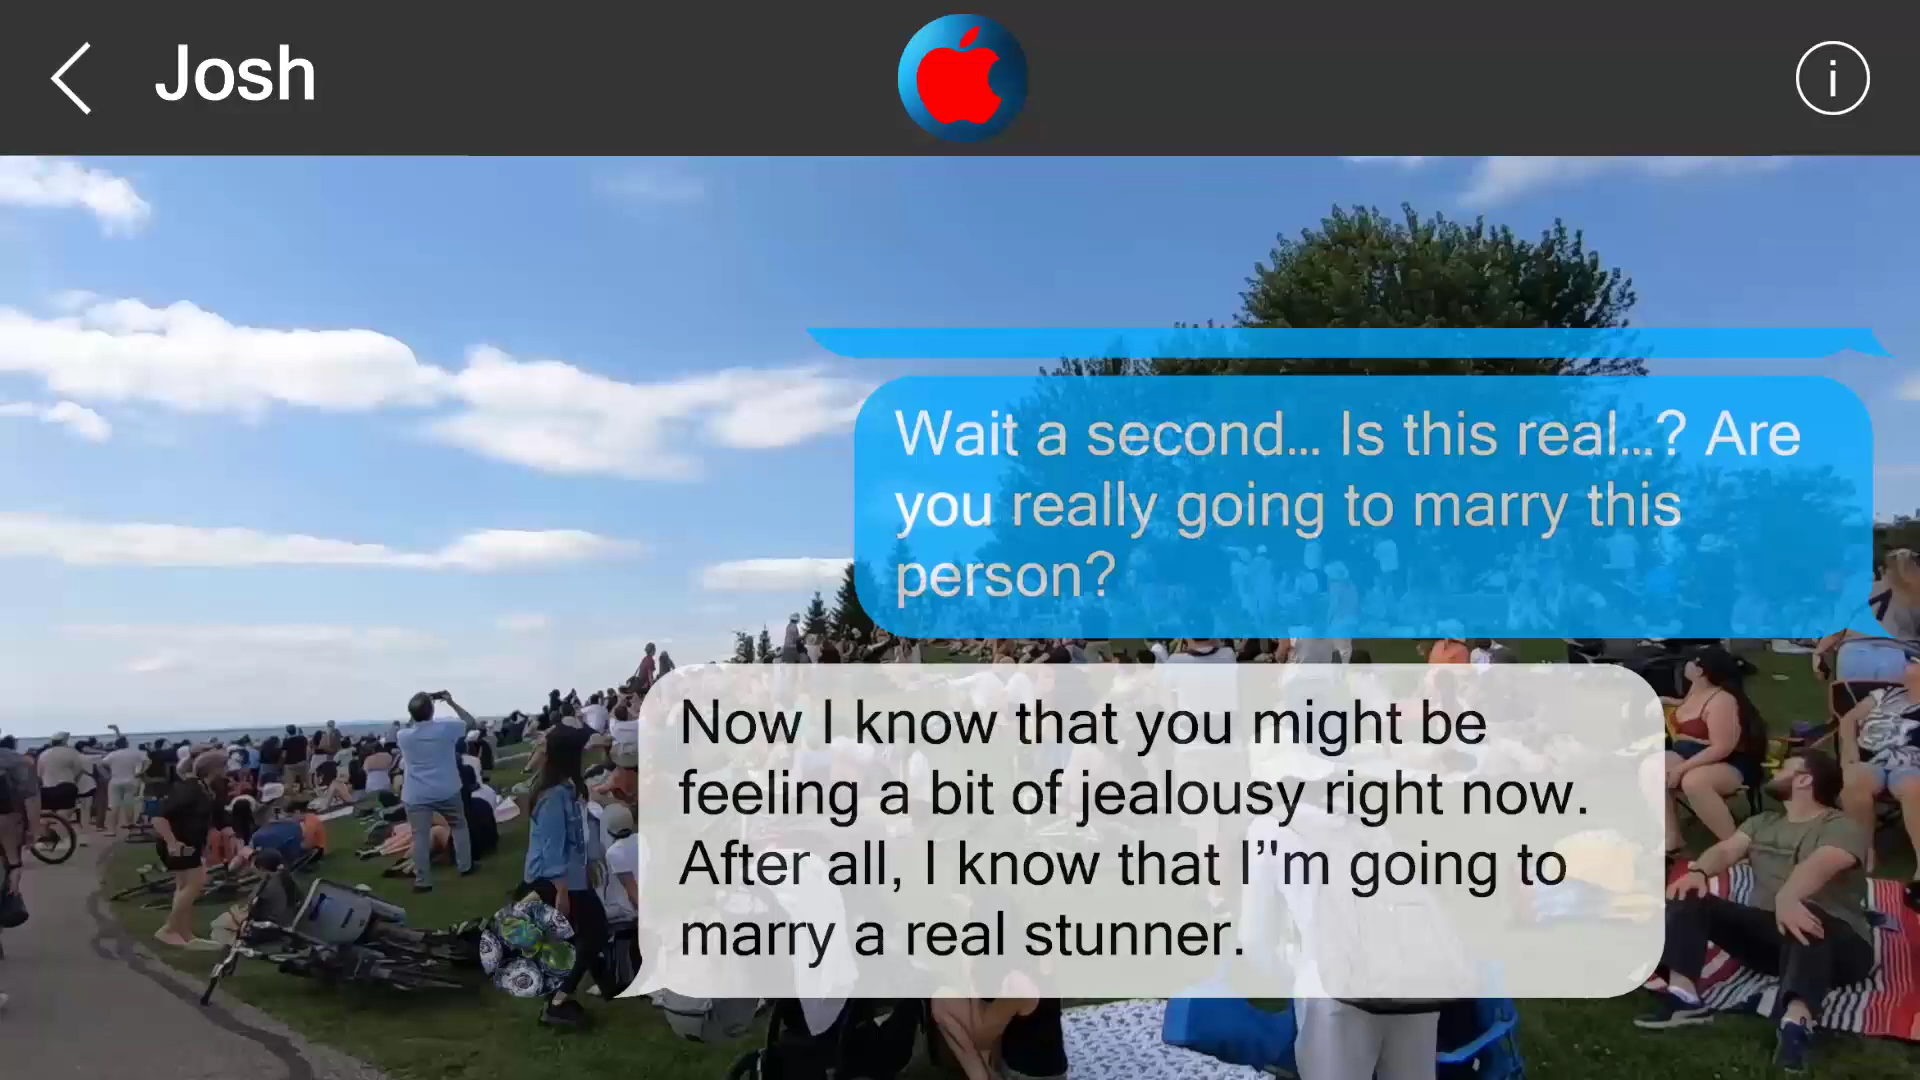 Josh
i
Wait a second... Is this real...? Are
you really going to marry this
person?
Now I know that you might be
feeling a bit of jealousy right now.
After all, I know that I’'m going to
marry a real stunner.